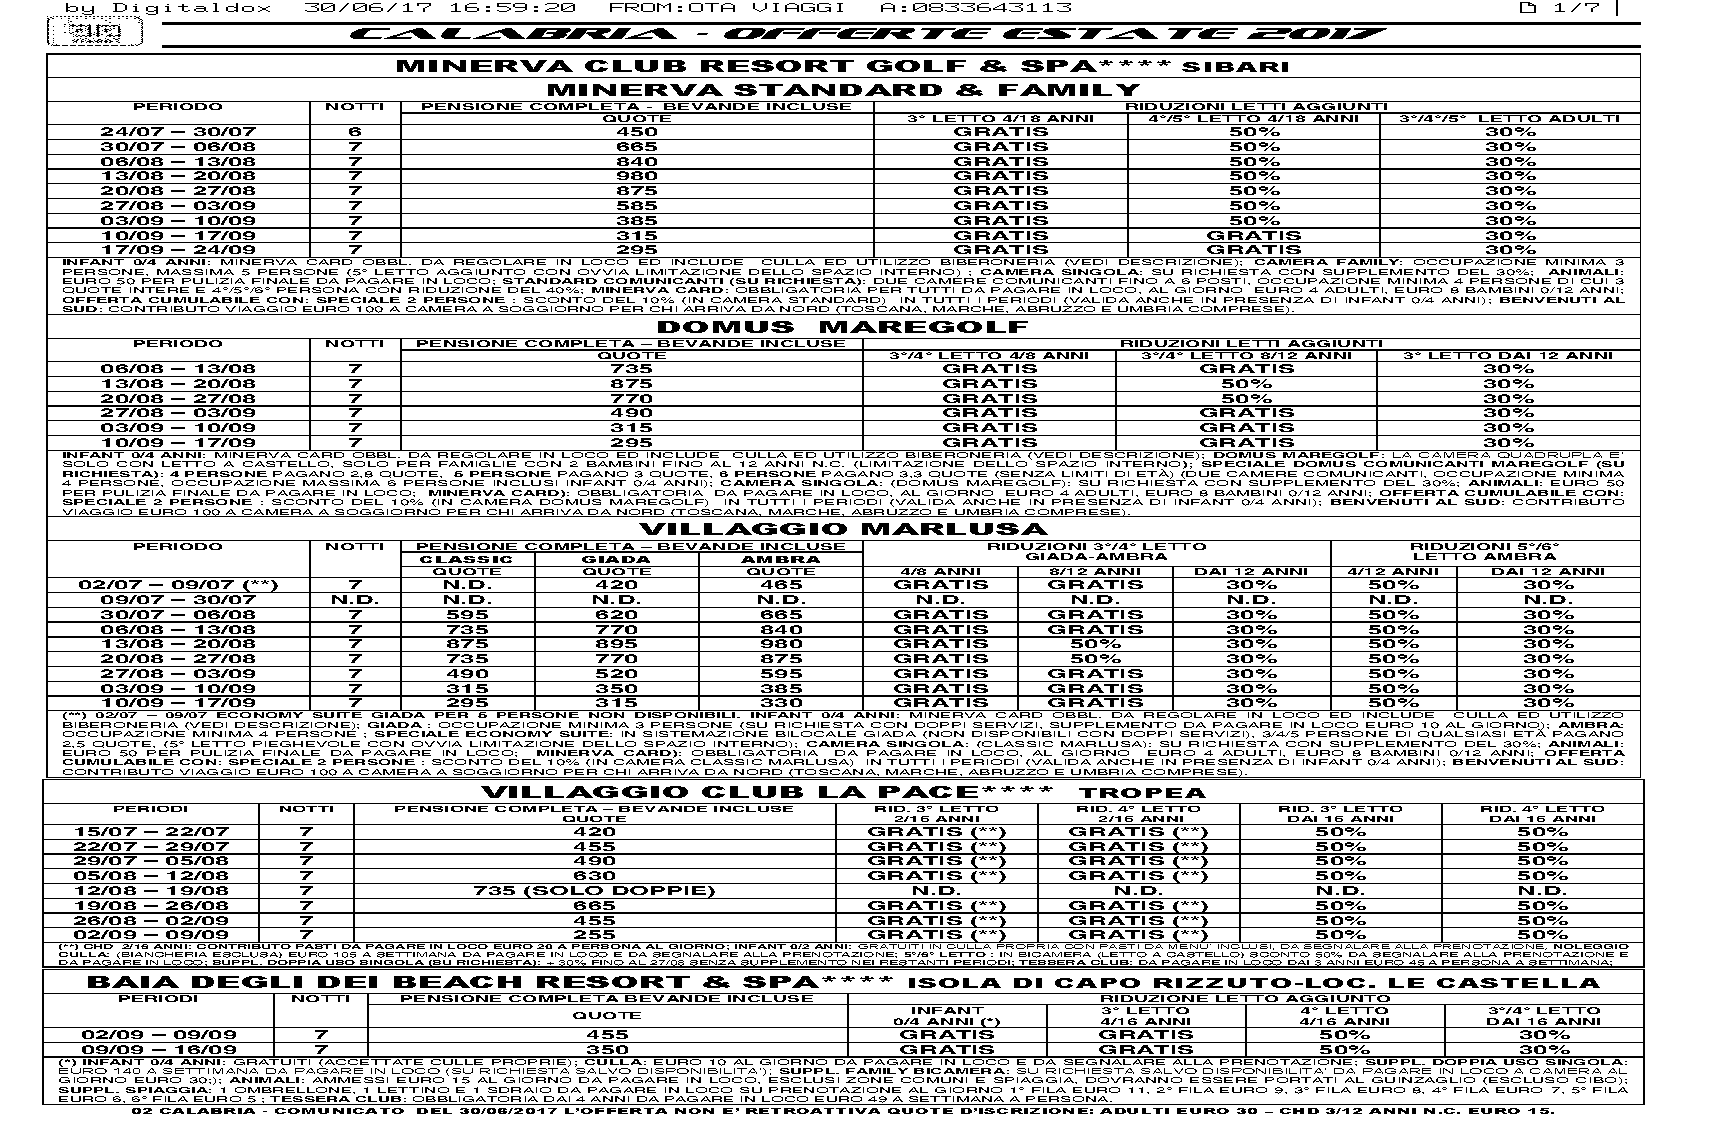 by Digitaldox 30/06/17 16:59:20 FROM:OTA VIAGGI A:0833643113 1/7
CALABRIA - OFFERTE ESTATE 2017
MINERVA CLUB RESORT GOLF & SPA**** SIBARI
MINERVA STANDARD & FAMILY
PERIODO NOTTI PENSIONE COMPLETA - BEVANDE INCLUSE RIDUZIONI LETTI AGGIUNTI
QUOTE 3° LETTO 4/18 ANNI 4°/5° LETTO 4/18 ANNI 3°/4°/5° LETTO ADULTI
24/07 – 30/07 6 450 GRATIS 50% 30%
30/07 – 06/08 7 665 GRATIS 50% 30%
06/08 – 13/08 7 840 GRATIS 50% 30%
13/08 – 20/08 7 980 GRATIS 50% 30%
20/08 – 27/08 7 875 GRATIS 50% 30%
27/08 – 03/09 7 585 GRATIS 50% 30%
03/09 – 10/09 7 385 GRATIS 50% 30%
10/09 – 17/09 7 315 GRATIS GRATIS 30%
17/09 – 24/09 7 295 GRATIS GRATIS 30%
INFANT 0/4 ANNI: MINERVA CARD OBBL. DA REGOLARE IN LOCO ED INCLUDE CULLA ED UTILIZZO BIBERONERIA (VEDI DESCRIZIONE); CAMERA FAMILY: OCCUPAZIONE MINIMA 3
PERSONE, MASSIMA 5 PERSONE (5° LETTO AGGIUNTO CON OVVIA LIMITAZIONE DELLO SPAZIO INTERNO) ; CAMERA SINGOLA: SU RICHIESTA CON SUPPLEMENTO DEL 30%; ANIMALI:
EURO 50 PER PULIZIA FINALE DA PAGARE IN LOCO; STANDARD COMUNICANTI (SU RICHIESTA): DUE CAMERE COMUNICANTI FINO A 6 POSTI, OCCUPAZIONE MINIMA 4 PERSONE DI CUI 3
QUOTE INTERE E 4°/5°/6° PERSONA CON RIDUZIONE DEL 40%; MINERVA CARD: OBBLIGATORIA PER TUTTI DA PAGARE IN LOCO, AL GIORNO EURO 4 ADULTI, EURO 6 BAMBINI 0/12 ANNI;
OFFERTA CUMULABILE CON: SPECIALE 2 PERSONE : SCONTO DEL 10% (IN CAMERA STANDARD) IN TUTTI I PERIODI (VALIDA ANCHE IN PRESENZA DI INFANT 0/4 ANNI); BENVENUTI AL
SUD: CONTRIBUTO VIAGGIO EURO 100 A CAMERA A SOGGIORNO PER CHI ARRIVA DA NORD (TOSCANA, MARCHE, ABRUZZO E UMBRIA COMPRESE).
DOMUS MAREGOLF
PERIODO NOTTI PENSIONE COMPLETA – BEVANDE INCLUSE RIDUZIONI LETTI AGGIUNTI
QUOTE 3°/4° LETTO 4/8 ANNI 3°/4° LETTO 8/12 ANNI 3° LETTO DAI 12 ANNI
06/08 – 13/08 7 735 GRATIS GRATIS 30%
13/08 – 20/08 7 875 GRATIS 50% 30%
20/08 – 27/08 7 770 GRATIS 50% 30%
27/08 – 03/09 7 490 GRATIS GRATIS 30%
03/09 – 10/09 7 315 GRATIS GRATIS 30%
10/09 – 17/09 7 295 GRATIS GRATIS 30%
INFANT 0/4 ANNI: MINERVA CARD OBBL. DA REGOLARE IN LOCO ED INCLUDE CULLA ED UTILIZZO BIBERONERIA (VEDI DESCRIZIONE); DOMUS MAREGOLF: LA CAMERA QUADRUPLA E'
SOLO CON LETTO A CASTELLO, SOLO PER FAMIGLIE CON 2 BAMBINI FINO AL 12 ANNI N.C. (LIMITAZIONE DELLO SPAZIO INTERNO); SPECIALE DOMUS COMUNICANTI MAREGOLF (SU
RICHIESTA): 4 PERSONE PAGANO 2,6 QUOTE, 5 PERSONE PAGANO 3 QUOTE, 6 PERSONE PAGANO 3,3 QUOTE (SENZA LIMITI DI ETÀ) (DUE CAMERE COMUNICANTI, OCCUPAZIONE MINIMA
4 PERSONE, OCCUPAZIONE MASSIMA 6 PERSONE INCLUSI INFANT 0/4 ANNI); CAMERA SINGOLA: (DOMUS MAREGOLF): SU RICHIESTA CON SUPPLEMENTO DEL 30%; ANIMALI: EURO 50
PER PULIZIA FINALE DA PAGARE IN LOCO; MINERVA CARD): OBBLIGATORIA DA PAGARE IN LOCO, AL GIORNO EURO 4 ADULTI, EURO 6 BAMBINI 0/12 ANNI; OFFERTA CUMULABILE CON:
SPECIALE 2 PERSONE : SCONTO DEL 10% (IN CAMERA DOMUS MAREGOLF) IN TUTTI I PERIODI (VALIDA ANCHE IN PRESENZA DI INFANT 0/4 ANNI); BENVENUTI AL SUD: CONTRIBUTO
VIAGGIO EURO 100 A CAMERA A SOGGIORNO PER CHI ARRIVA DA NORD (TOSCANA, MARCHE, ABRUZZO E UMBRIA COMPRESE).
VILLAGGIO MARLUSA
PERIODO NOTTI PENSIONE COMPLETA – BEVANDE INCLUSE RIDUZIONI 3°/4° LETTO RIDUZIONI 5°/6°
CLASSIC GIADA AMBRA GIADA-AMBRA LETTO AMBRA
QUOTE QUOTE QUOTE 4/8 ANNI 8/12 ANNI DAI 12 ANNI 4/12 ANNI DAI 12 ANNI
02/07 – 09/07 (**) 7 N.D. 420 465 GRATIS GRATIS 30% 50% 30%
09/07 – 30/07 N.D. N.D. N.D. N.D. N.D. N.D. N.D. N.D. N.D.
30/07 – 06/08 7 595 620 665 GRATIS GRATIS 30% 50% 30%
06/08 – 13/08 7 735 770 840 GRATIS GRATIS 30% 50% 30%
13/08 – 20/08 7 875 895 980 GRATIS 50% 30% 50% 30%
20/08 – 27/08 7 735 770 875 GRATIS 50% 30% 50% 30%
27/08 – 03/09 7 490 520 595 GRATIS GRATIS 30% 50% 30%
03/09 – 10/09 7 315 350 385 GRATIS GRATIS 30% 50% 30%
10/09 – 17/09 7 295 315 330 GRATIS GRATIS 30% 50% 30%
(**) 02/07 – 09/07 ECONOMY SUITE GIADA PER 5 PERSONE NON DISPONIBILI. INFANT 0/4 ANNI: MINERVA CARD OBBL. DA REGOLARE IN LOCO ED INCLUDE CULLA ED UTILIZZO
BIBERONERIA (VEDI DESCRIZIONE); GIADA : OCCUPAZIONE MINIMA 3 PERSONE (SU RICHIESTA CON DOPPI SERVIZI, SUPPLEMENTO DA PAGARE IN LOCO EURO 10 AL GIORNO); AMBRA:
OCCUPAZIONE MINIMA 4 PERSONE ; SPECIALE ECONOMY SUITE: IN SISTEMAZIONE BILOCALE GIADA (NON DISPONIBILI CON DOPPI SERVIZI), 3/4/5 PERSONE DI QUALSIASI ETÀ PAGANO
2,5 QUOTE, (5° LETTO PIEGHEVOLE CON OVVIA LIMITAZIONE DELLO SPAZIO INTERNO); CAMERA SINGOLA: (CLASSIC MARLUSA): SU RICHIESTA CON SUPPLEMENTO DEL 30%; ANIMALI:
EURO 50 PER PULIZIA FINALE DA PAGARE IN LOCO; MINERVA CARD: OBBLIGATORIA DA PAGARE IN LOCO, AL GIORNO EURO 4 ADULTI, EURO 6 BAMBINI 0/12 ANNI; OFFERTA
CUMULABILE CON: SPECIALE 2 PERSONE : SCONTO DEL 10% (IN CAMERA CLASSIC MARLUSA) IN TUTTI I PERIODI (VALIDA ANCHE IN PRESENZA DI INFANT 0/4 ANNI); BENVENUTI AL SUD:
CONTRIBUTO VIAGGIO EURO 100 A CAMERA A SOGGIORNO PER CHI ARRIVA DA NORD (TOSCANA, MARCHE, ABRUZZO E UMBRIA COMPRESE).
VILLAGGIO CLUB LA PACE**** TROPEA
PERIODI NOTTI PENSIONE COMPLETA – BEVANDE INCLUSE RID. 3° LETTO RID. 4° LETTO RID. 3° LETTO RID. 4° LETTO
QUOTE 2/16 ANNI 2/16 ANNI DAI 16 ANNI DAI 16 ANNI
15/07 – 22/07 7 420 GRATIS (**) GRATIS (**) 50% 50%
22/07 – 29/07 7 455 GRATIS (**) GRATIS (**) 50% 50%
29/07 – 05/08 7 490 GRATIS (**) GRATIS (**) 50% 50%
05/08 – 12/08 7 630 GRATIS (**) GRATIS (**) 50% 50%
12/08 – 19/08 7 735 (SOLO DOPPIE) N.D. N.D. N.D. N.D.
19/08 – 26/08 7 665 GRATIS (**) GRATIS (**) 50% 50%
26/08 – 02/09 7 455 GRATIS (**) GRATIS (**) 50% 50%
02/09 – 09/09 7 255 GRATIS (**) GRATIS (**) 50% 50%
(**) CHD 2/16 ANNI: CONTRIBUTO PASTI DA PAGARE IN LOCO EURO 20 A PERSONA AL GIORNO; INFANT 0/2 ANNI: GRATUITI IN CULLA PROPRIA CON PASTI DA MENU' INCLUSI, DA SEGNALARE ALLA PRENOTAZIONE, NOLEGGIO
CULLA: (BIANCHERIA ESCLUSA) EURO 105 A SETTIMANA DA PAGARE IN LOCO E DA SEGNALARE ALLA PRENOTAZIONE; 5°/6° LETTO : IN BICAMERA (LETTO A CASTELLO) SCONTO 50% DA SEGNALARE ALLA PRENOTAZIONE E
DA PAGARE IN LOCO; SUPPL. DOPPIA USO SINGOLA (SU RICHIESTA): + 30% FINO AL 27/08 SENZA SUPPLEMENTO NEI RESTANTI PERIODI; TESSERA CLUB: DA PAGARE IN LOCO DAI 3 ANNI EURO 45 A PERSONA A SETTIMANA;
BAIA DEGLI DEI BEACH RESORT & SPA**** ISOLA DI CAPO RIZZUTO-LOC. LE CASTELLA
PERIODI NOTTI PENSIONE COMPLETA BEVANDE INCLUSE RIDUZIONE LETTO AGGIUNTO
QUOTE INFANT 3° LETTO 4° LETTO 3°/4° LETTO
0/4 ANNI (*) 4/16 ANNI 4/16 ANNI DAI 16 ANNI
02/09 – 09/09 7 455 GRATIS GRATIS 50% 30%
09/09 – 16/09 7 350 GRATIS GRATIS 50% 30%
(*) INFANT 0/4 ANNI: GRATUITI (ACCETTATE CULLE PROPRIE); CULLA: EURO 10 AL GIORNO DA PAGARE IN LOCO E DA SEGNALARE ALLA PRENOTAZIONE; SUPPL. DOPPIA USO SINGOLA:
EURO 140 A SETTIMANA DA PAGARE IN LOCO (SU RICHIESTA SALVO DISPONIBILITA'); SUPPL. FAMILY BICAMERA: SU RICHIESTA SALVO DISPONIBILITA' DA PAGARE IN LOCO A CAMERA AL
GIORNO EURO 30;); ANIMALI: AMMESSI EURO 15 AL GIORNO DA PAGARE IN LOCO, ESCLUSI ZONE COMUNI E SPIAGGIA, DOVRANNO ESSERE PORTATI AL GUINZAGLIO (ESCLUSO CIBO);
SUPPL. SPIAGGIA: 1 OMBRELLONE, 1 LETTINO E 1 SDRAIO DA PAGARE IN LOCO SU PRENOTAZIONE AL GIORNO 1° FILA EURO 11, 2° FILA EURO 9, 3° FILA EURO 8, 4° FILA EURO 7, 5° FILA
EURO 6, 6° FILA EURO 5 ; TESSERA CLUB: OBBLIGATORIA DAI 4 ANNI DA PAGARE IN LOCO EURO 49 A SETTIMANA A PERSONA.
02 CALABRIA - COMUNICATO DEL 30/06/2017 L'OFFERTA NON E' RETROATTIVA QUOTE D'ISCRIZIONE: ADULTI EURO 30 – CHD 3/12 ANNI N.C. EURO 15.